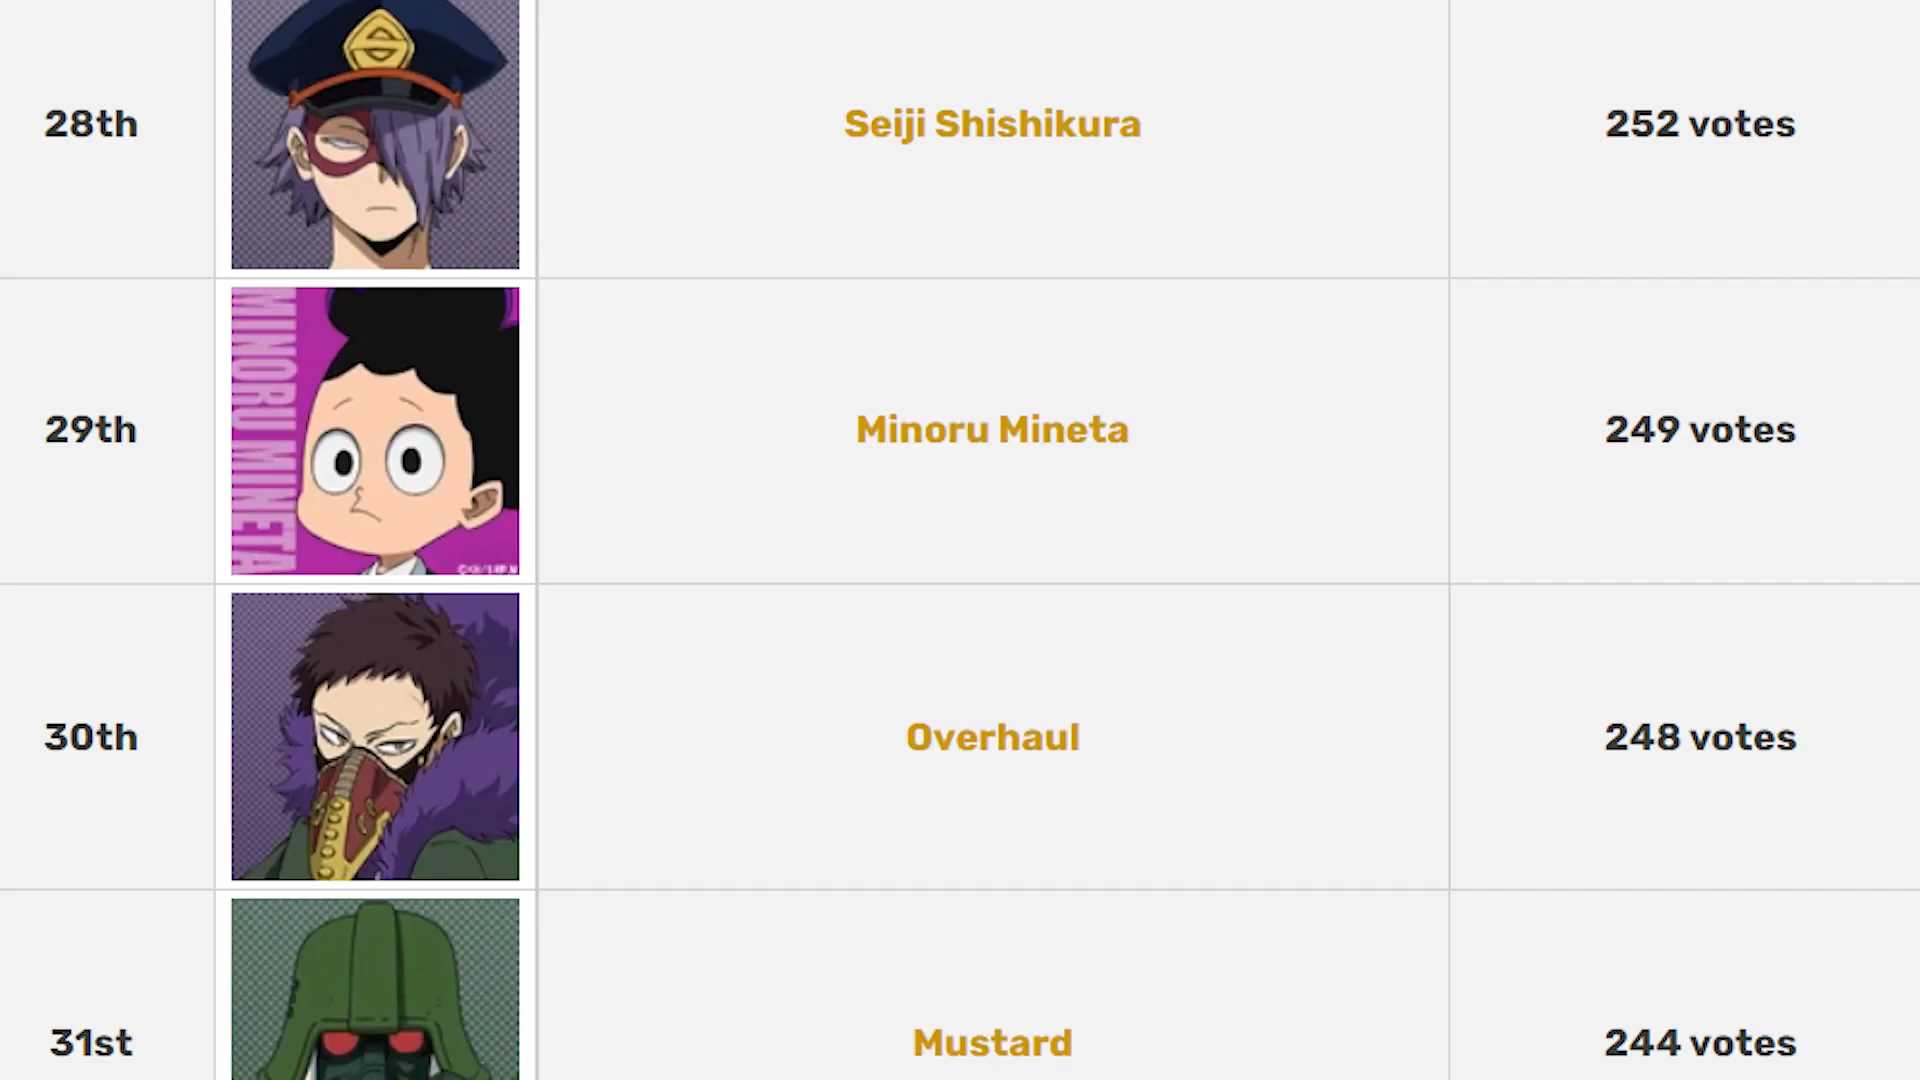 28th
Seiji Shishikura
252 votes
MINORU MINETA
29th
Minoru Mineta
249 votes
30th
Overhaul
248 votes
31st
Mustard
244 votes